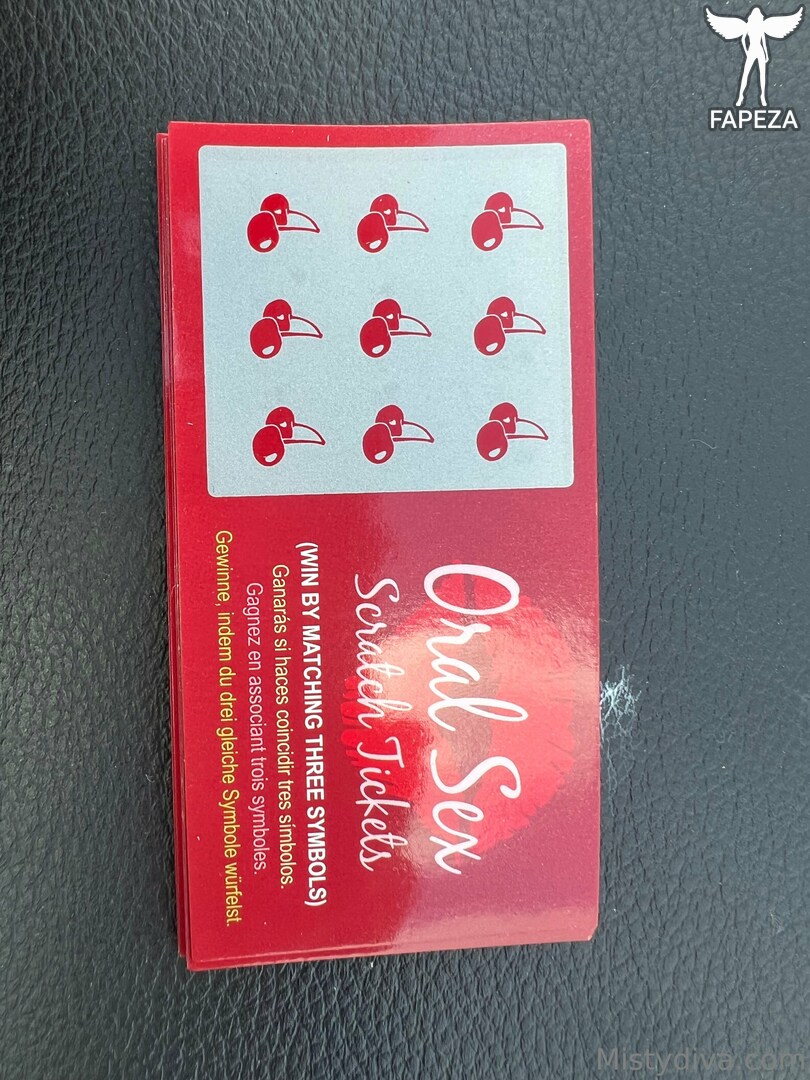 FAPEZA
Oral Sex
Scratch Tickets
(WIN BY MATCHING THREE SYMBOLS)
Ganarás si haces coincidir tres símbolos.
Gagnez en associant trois symboles.
Gewinne, indem du drei gleiche Symbole würfelst.
Mistydiva.com